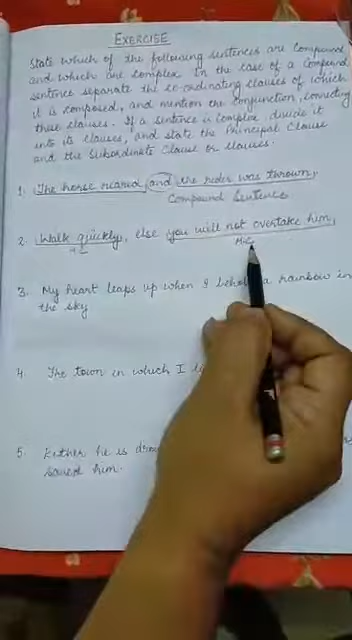 EXERCISE
State which of the following sentences are Compound
and which are complex. In the case of a Compound
sentence separate the co-ordinating clauses of which
it is composed, and mention the conjunction, connecting
these clauses. If a sentence is complex, divide it
into its clauses, and state the Principal Clause
and the Subordinate Clause or clauses.
1. The horse reared and the rider was thrown,
Compound Sentence
2. Walk quickly, else you will not overtake him,
M.C.
3. My heart leaps up when I behold a rainbow in
the sky
4. The town in which I
5. Either he is
saved him.